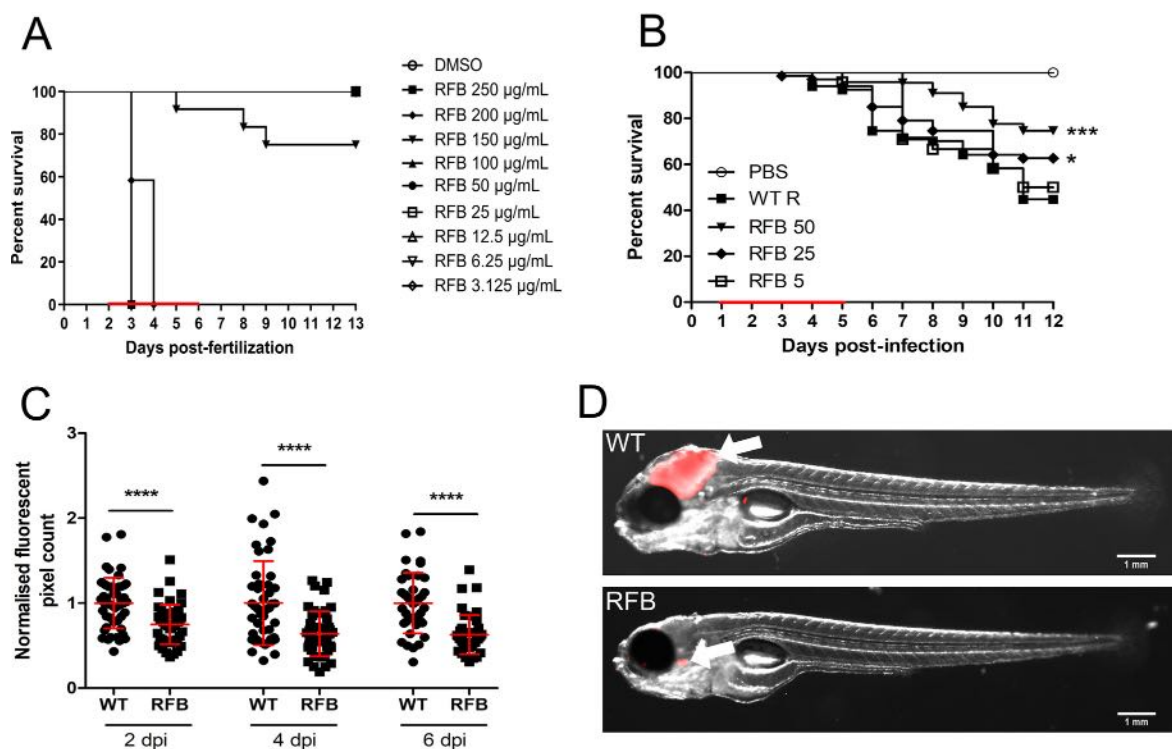 A
Percent survival
100
80
60
40
20
0
0 1 2 3 4 5 6 7 8 9 10 11 12 13
Days post-fertilization
DMSO
RFB 250 µg/mL
RFB 200 µg/mL
RFB 150 µg/mL
RFB 100 µg/mL
RFB 50 µg/mL
RFB 25 µg/mL
RFB 12.5 µg/mL
RFB 6.25 µg/mL
RFB 3.125 µg/mL
B
Percent survival
100
80
60
40
20
0
PBS
WT R
RFB 50
RFB 25
RFB 5
***
*
0 1 2 3 4 5 6 7 8 9 10 11 12
Days post-infection
C
Normalised fluorescent
pixel count
3
2
1
0
**** **** ****
WT RFB WT RFB WT RFB
2 dpi 4 dpi 6 dpi
D
WT
1 mm
RFB
1 mm